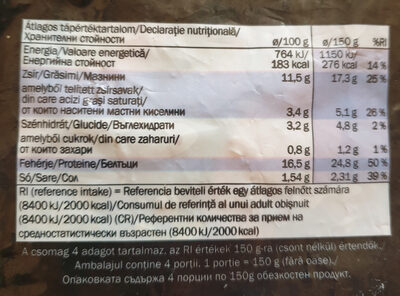 Átlagos tápértéktartalom/Declarație nutrițională/
Хранителни стойности ø/100 g ø/150 g %RI
Energia/Valoare energetică/ 764 kJ/ 1150 kJ/
Енергийна стойност 183 kcal 276 kcal 14 %
Zsír/Grăsimi/Мазнини 11,5 g 17,3 g 25 %
amelyből telített zsírsavak/
din care acizi grași saturați/
от които наситени мастни киселини 3,4 g 5,1 g 26 %
Szénhidrát/Glucide/Въглехидрати 3,2 g 4,8 g 2 %
amelyből cukrok/din care zaharuri/
от които захари 0,8 g 1,2 g 1 %
Fehérje/Proteine/Белтъци 16,5 g 24,8 g 50 %
Só/Sare/Сол 1,54 g 2,31 g 39 %
RI (reference intake) = Referencia beviteli érték egy átlagos felnőtt számára
(8400 kJ/2000 kcal)/Consumul de referință al unui adult obișnuit
(8400 kJ/2000 kcal) (CR)/Референтни количества за прием на
средностатистически възрастен (8400 kJ/2000 kcal)
A csomag 4 adagot tartalmaz, az RI értékek 150 g-ra (csont nélkül) értendők./
Ambalajul conține 4 porții. 1 porție = 150 g (fără oase)./
Опаковката съдържа 4 порции по 150g обезкостен продукт.